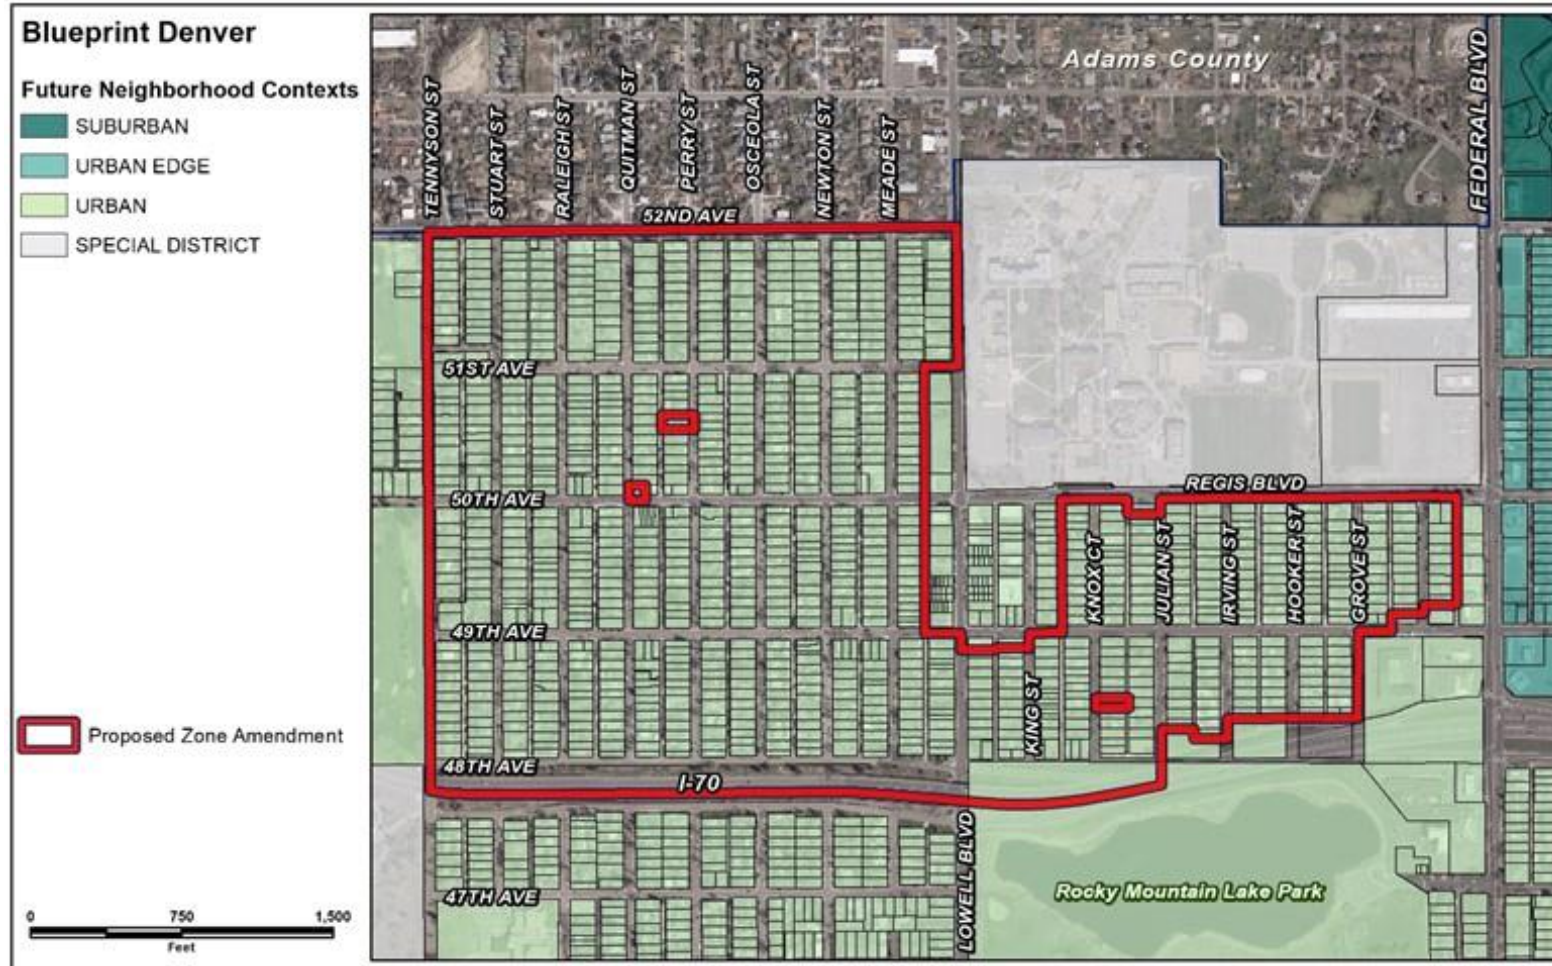 Blueprint Denver
Future Neighborhood Contexts
SUBURBAN
URBAN EDGE
URBAN
SPECIAL DISTRICT
Proposed Zone Amendment
0 750 1,500
Feet
Adams County
FEDERAL BLVD
TENNYSON ST
STUART ST
RALEIGH ST
QUITMAN ST
PERRY ST
OSCEOLA ST
NEWTON ST
MEADE ST
52ND AVE
51ST AVE
50TH AVE
REGIS BLVD
KNOX CT
JULIAN ST
IRVING ST
HOOKER ST
GROVE ST
49TH AVE
KING ST
48TH AVE
I-70
LOWELL BLVD
Rocky Mountain Lake Park
47TH AVE